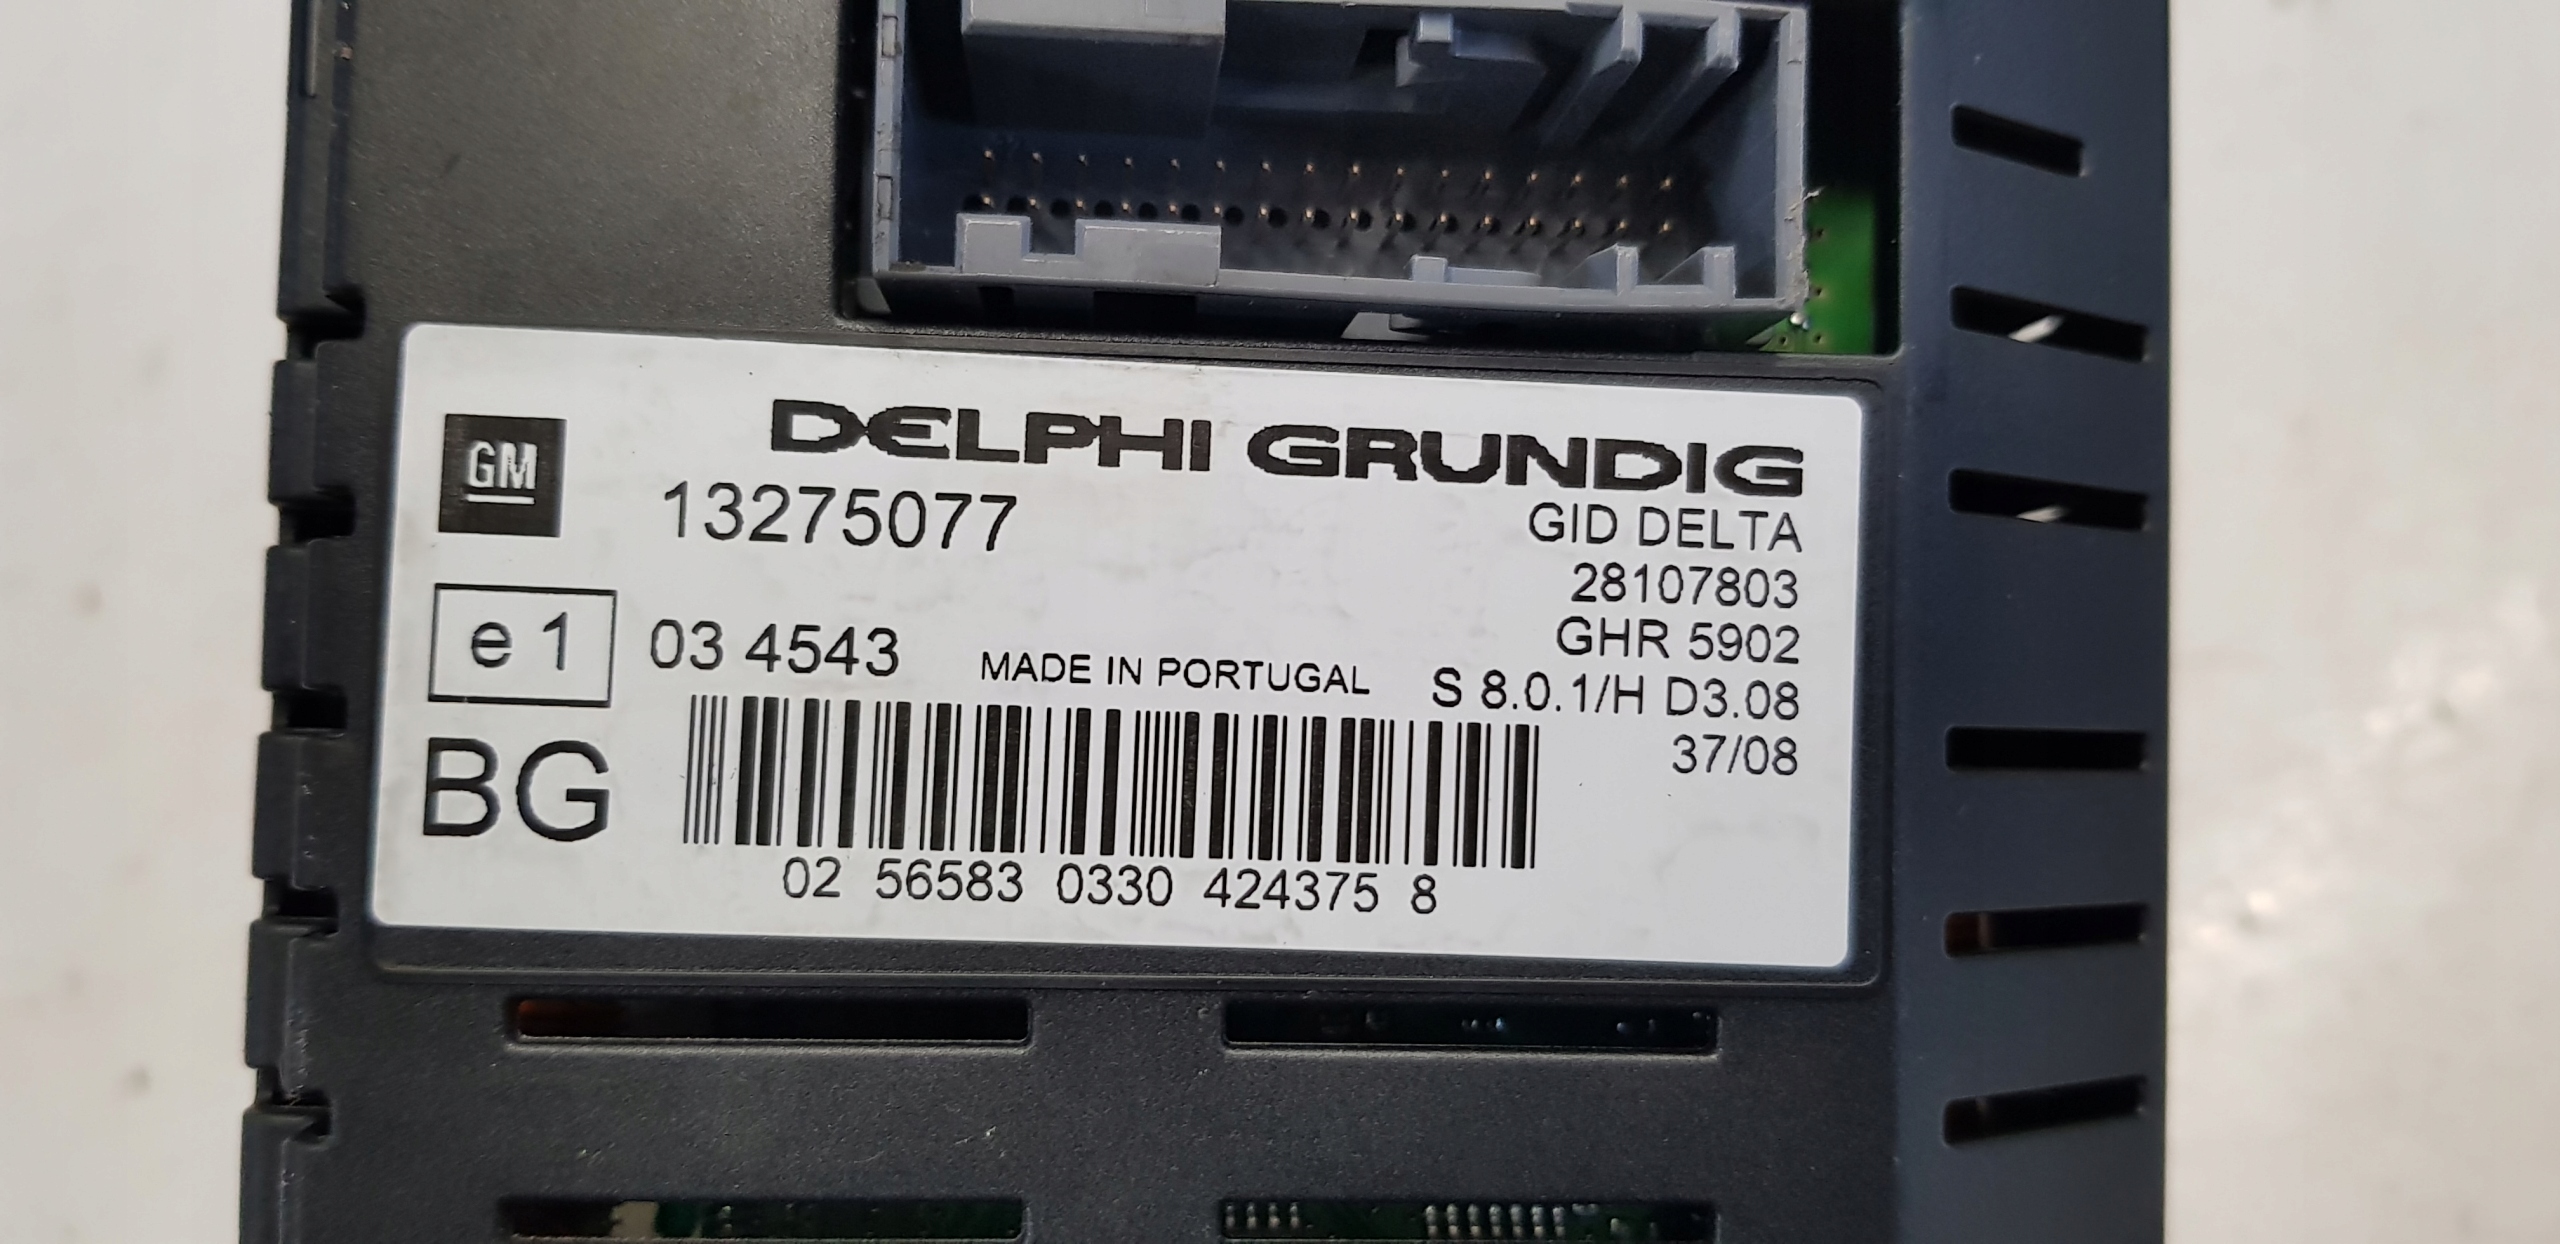 DELPHI GRUNDIG
GM
13275077
GID DELTA
28107803
GHR 5902
e1
03 4543
MADE IN PORTUGAL
S 8.0.1/H D3.08
37/08
BG
02 56583 0330 424375 8